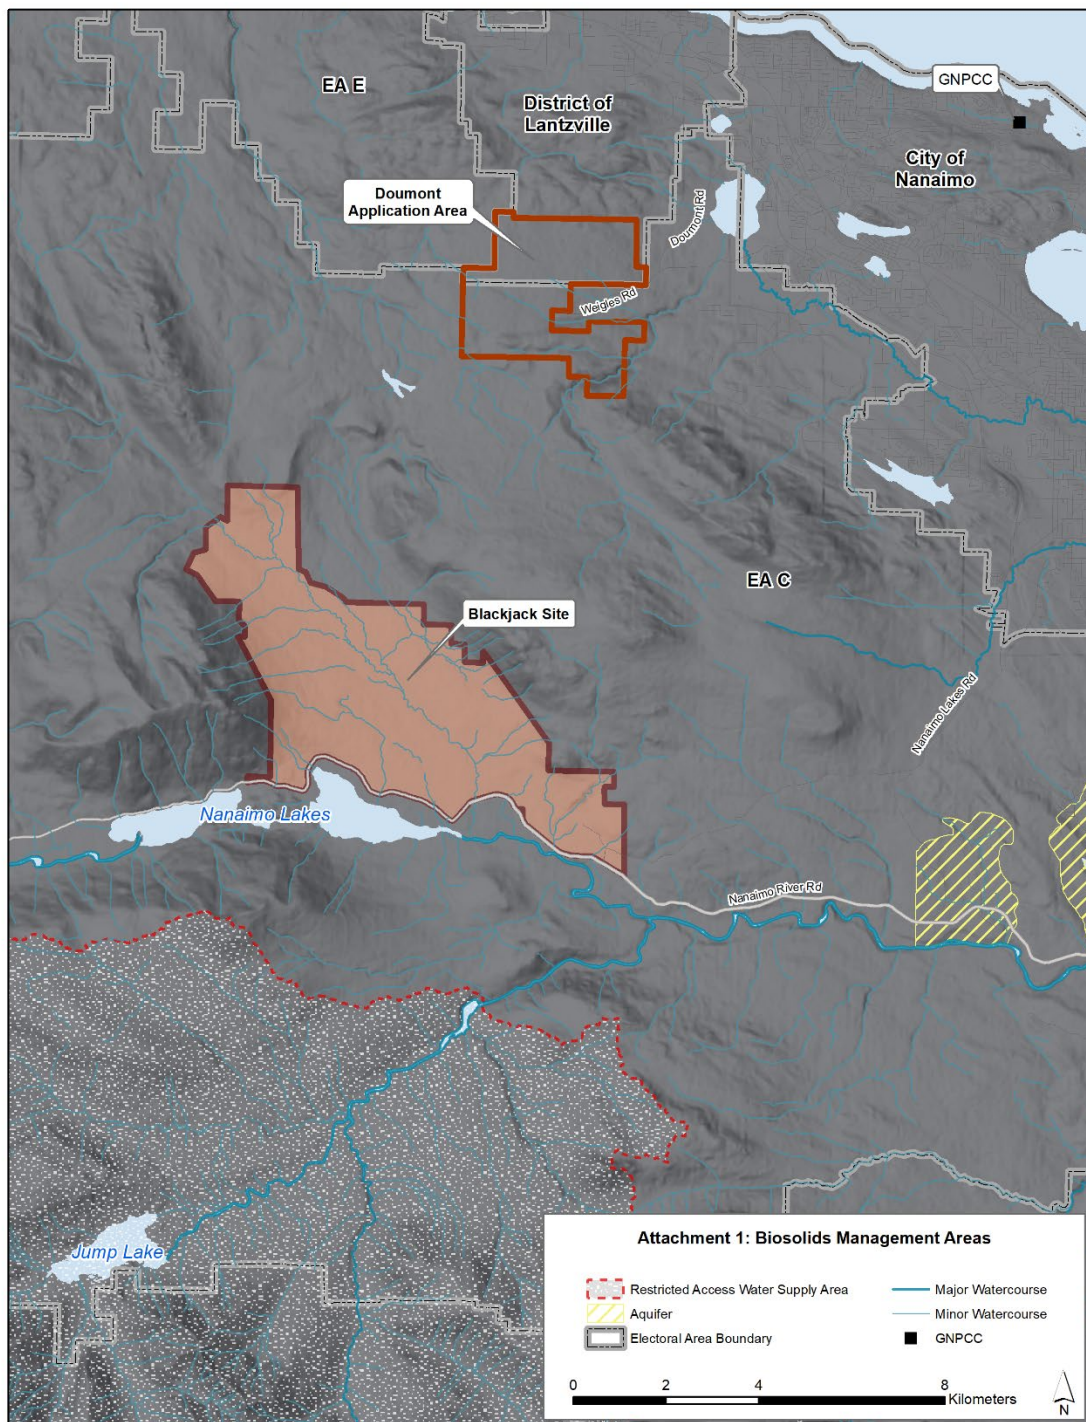 GNPCC
EA E
District of
Lantzville
City of
Nanaimo
Doumont
Application Area
Doumont Rd
Weigles Rd
Blackjack Site
EA C
Nanaimo Lakes Rd
Nanaimo Lakes
Nanaimo River Rd
Jump Lake
Attachment 1: Biosolids Management Areas
Restricted Access Water Supply Area
Major Watercourse
Aquifer
Minor Watercourse
Electoral Area Boundary
GNPCC
0 2 4 8
Kilometers
N